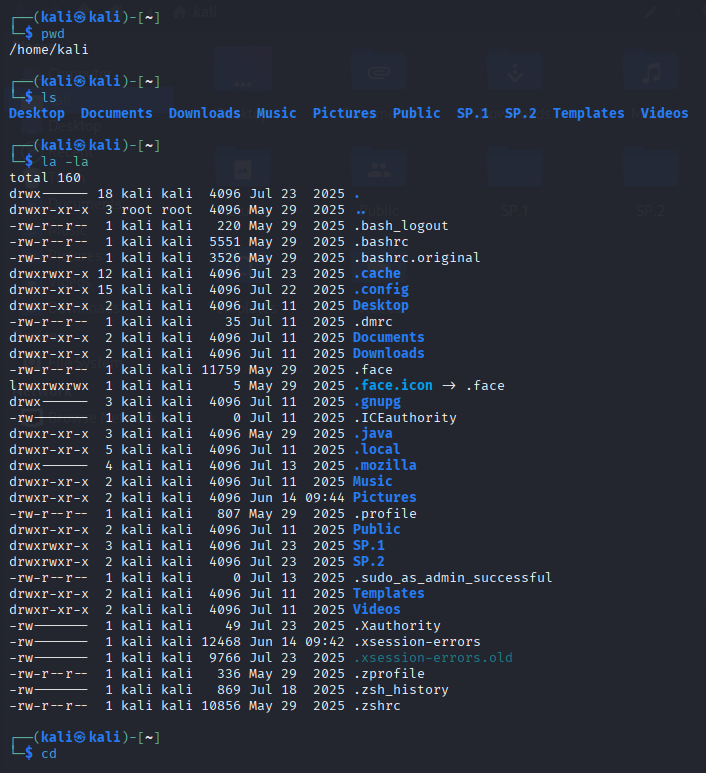 ┌──(kali㉿kali)-[~]
└─$ pwd
/home/kali
┌──(kali㉿kali)-[~]
└─$ ls
Desktop  Documents  Downloads  Music  Pictures  Public  SP.1  SP.2  Templates  Videos
┌──(kali㉿kali)-[~]
└─$ la -la
total 160
drwx------ 18 kali kali  4096 Jul 23  2025 .
drwxr-xr-x  3 root root  4096 May 29  2025 ..
-rw-r--r--  1 kali kali   220 May 29  2025 .bash_logout
-rw-r--r--  1 kali kali  5551 May 29  2025 .bashrc
-rw-r--r--  1 kali kali  3526 May 29  2025 .bashrc.original
drwxrwxr-x 12 kali kali  4096 Jul 23  2025 .cache
drwxr-xr-x 15 kali kali  4096 Jul 22  2025 .config
drwxr-xr-x  2 kali kali  4096 Jul 11  2025 Desktop
-rw-r--r--  1 kali kali    35 Jul 11  2025 .dmrc
drwxr-xr-x  2 kali kali  4096 Jul 11  2025 Documents
drwxr-xr-x  2 kali kali  4096 Jul 11  2025 Downloads
-rw-r--r--  1 kali kali 11759 May 29  2025 .face
lrwxrwxrwx  1 kali kali     5 May 29  2025 .face.icon -> .face
drwx------  3 kali kali  4096 Jul 11  2025 .gnupg
-rw-------  1 kali kali     0 Jul 11  2025 .ICEauthority
drwxr-xr-x  3 kali kali  4096 May 29  2025 .java
drwxr-xr-x  5 kali kali  4096 Jul 11  2025 .local
drwx------  4 kali kali  4096 Jul 13  2025 .mozilla
drwxr-xr-x  2 kali kali  4096 Jul 11  2025 Music
drwxr-xr-x  2 kali kali  4096 Jun 14 09:44 Pictures
-rw-r--r--  1 kali kali   807 May 29  2025 .profile
drwxr-xr-x  2 kali kali  4096 Jul 11  2025 Public
drwxrwxr-x  3 kali kali  4096 Jul 23  2025 SP.1
drwxrwxr-x  2 kali kali  4096 Jul 23  2025 SP.2
-rw-r--r--  1 kali kali     0 Jul 13  2025 .sudo_as_admin_successful
drwxr-xr-x  2 kali kali  4096 Jul 11  2025 Templates
drwxr-xr-x  2 kali kali  4096 Jul 11  2025 Videos
-rw-------  1 kali kali    49 Jul 23  2025 .Xauthority
-rw-------  1 kali kali 12468 Jun 14 09:42 .xsession-errors
-rw-------  1 kali kali  9766 Jul 23  2025 .xsession-errors.old
-rw-r--r--  1 kali kali   336 May 29  2025 .zprofile
-rw-------  1 kali kali   869 Jul 18  2025 .zsh_history
-rw-r--r--  1 kali kali 10856 May 29  2025 .zshrc
┌──(kali㉿kali)-[~]
└─$ cd